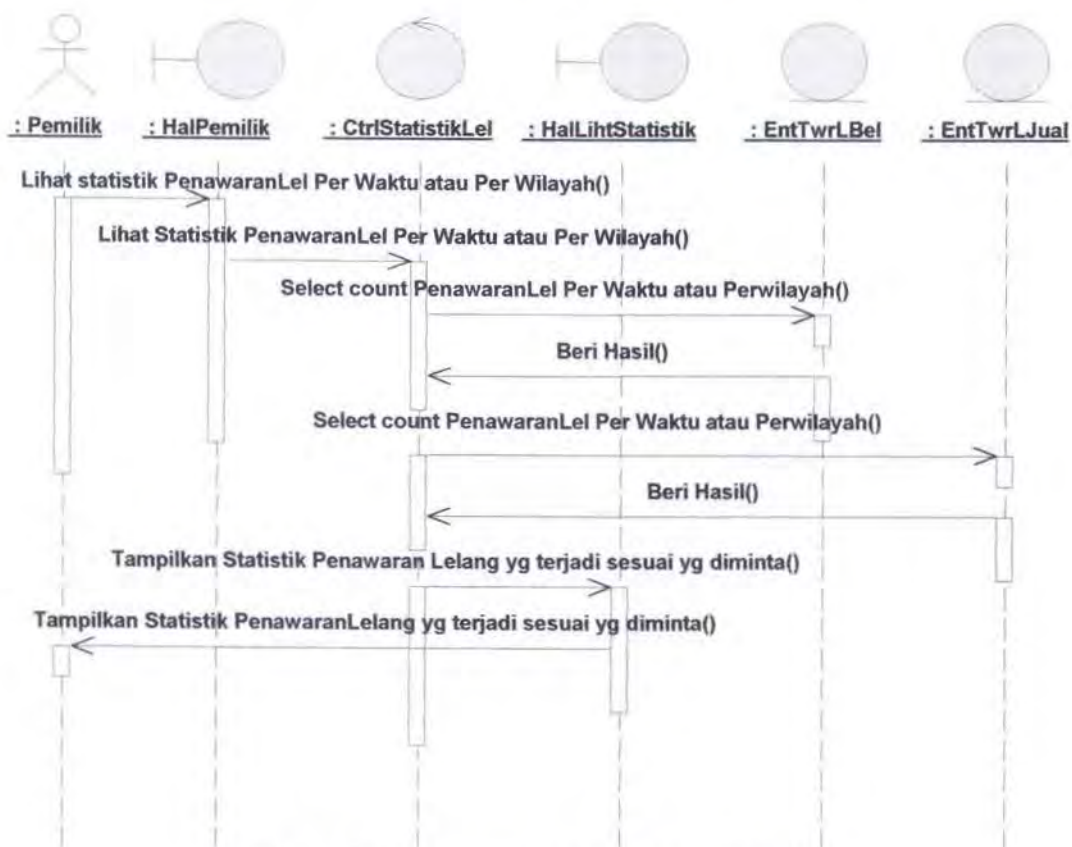 : Pemilik : HalPemilik : CtrlStatistikLel : HalLihtStatistik : EntTwrLBel : EntTwrLJual
Lihat statistik PenawaranLel Per Waktu atau Per Wilayah()
Lihat Statistik PenawaranLel Per Waktu atau Per Wilayah()
Select count PenawaranLel Per Waktu atau Perwilayah()
Beri Hasil()
Select count PenawaranLel Per Waktu atau Perwilayah()
Beri Hasil()
Tampilkan Statistik Penawaran Lelang yg terjadi sesuai yg diminta()
Tampilkan Statistik PenawaranLelang yg terjadi sesuai yg diminta()